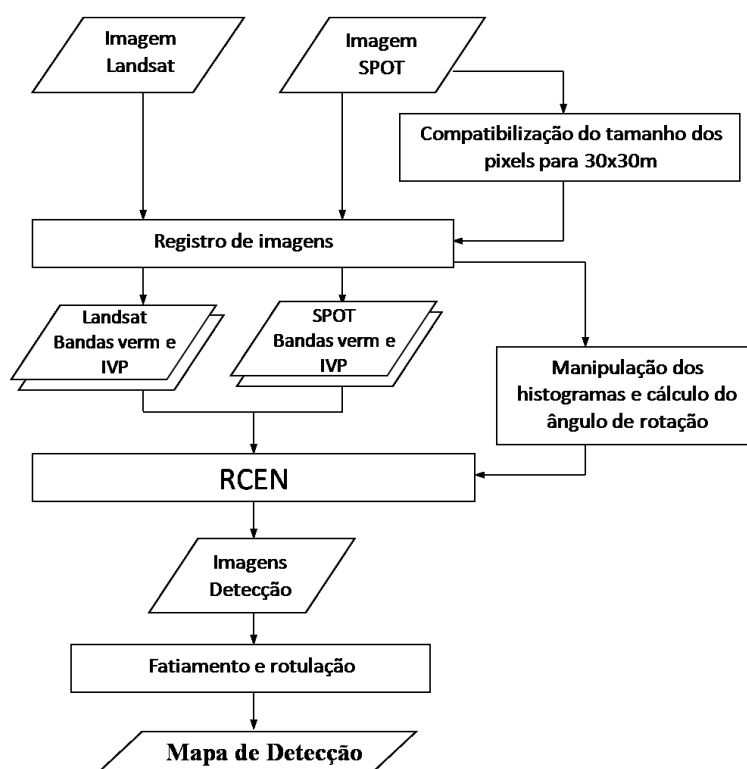 Imagem
Landsat
Imagem
SPOT
Compatibilização do tamanho dos
pixels para 30x30m
Registro de imagens
Landsat
Bandas verm e
IVP
SPOT
Bandas verm e
IVP
Manipulação dos
histogramas e cálculo do
ângulo de rotação
RCEN
Imagens
Detecção
Fatiamento e rotulação
Mapa de Detecção